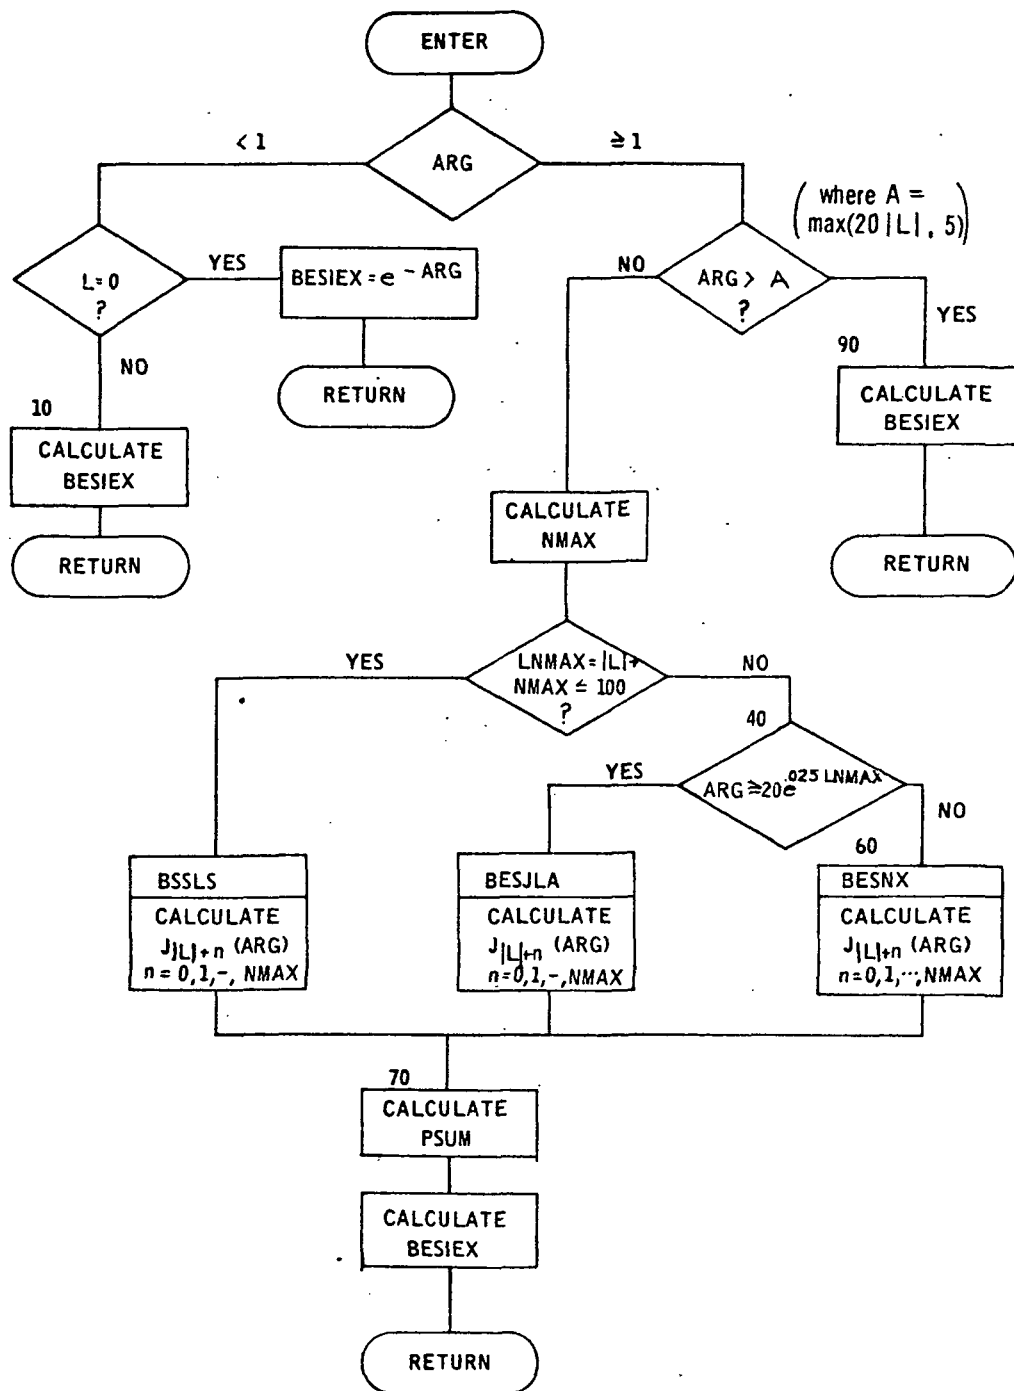 ENTER
< 1
ARG
≧1
(where A =
max(20 |L| , 5))
L=0
?
YES
BESIEX = e - ARG
NO
ARG > A
?
YES
NO
RETURN
90
CALCULATE
BESIEX
10
CALCULATE
BESIEX
CALCULATE
NMAX
RETURN
RETURN
YES
LNMAX = |L| +
NMAX ≦ 100
?
NO
40
YES
ARG ≧ 20e .025 LNMAX
NO
60
BSSLS
CALCULATE
J|L|+n (ARG)
n = 0,1,-, NMAX
BESJLA
CALCULATE
J|L|+n (ARG)
n=0,1,-,NMAX
BESNX
CALCULATE
J|L|+n (ARG)
n=0,1,...,NMAX
70
CALCULATE
PSUM
CALCULATE
BESIEX
RETURN